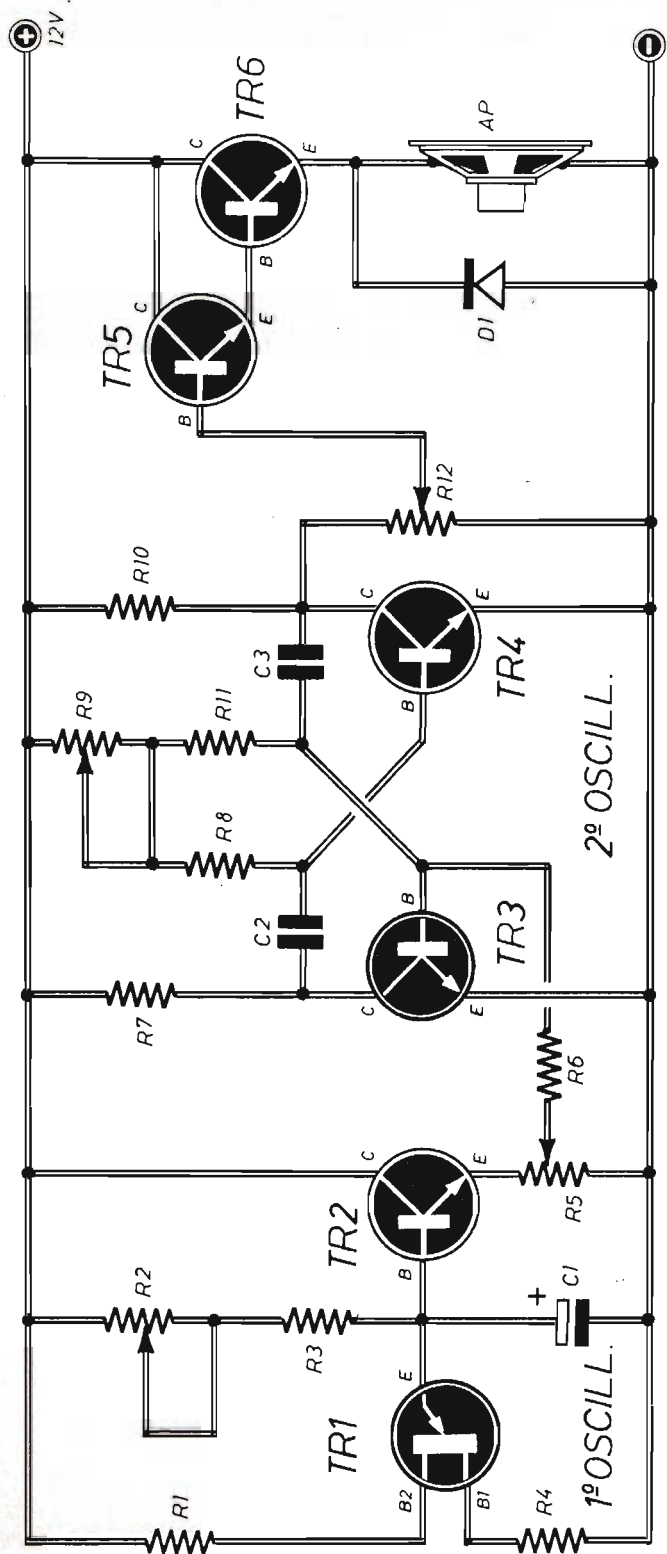 12V.
R1
R2
R3
TR1
B2
B1
E
R4
1º OSCILL.
C1
+
TR2
B
C
E
R5
R6
R7
C2
TR3
C
B
E
R8
R9
R11
C3
R10
TR4
B
C
E
2º OSCILL.
R12
TR5
B
C
E
TR6
C
B
E
D1
AP